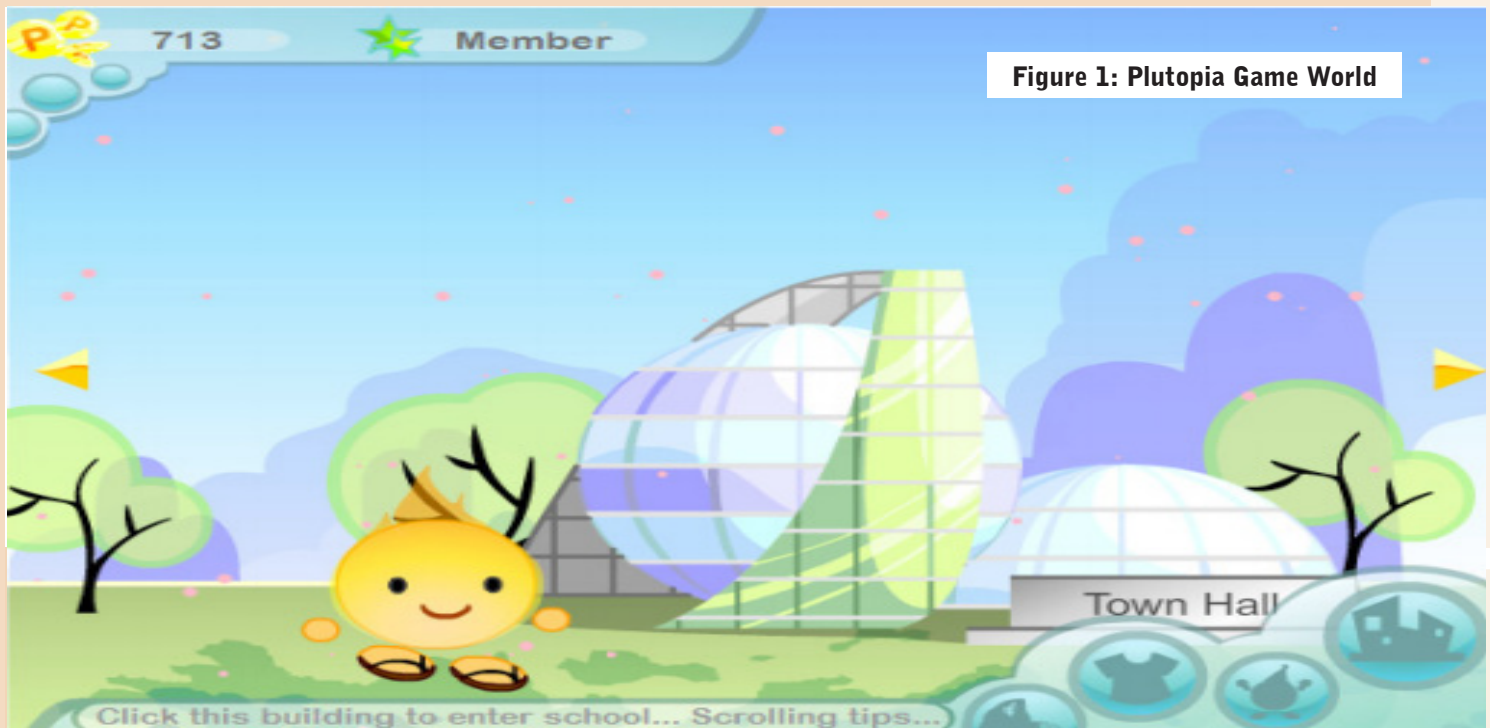 P P
713
Member
Figure 1: Plutopia Game World
Town Hall
Click this building to enter school... Scrolling tips...